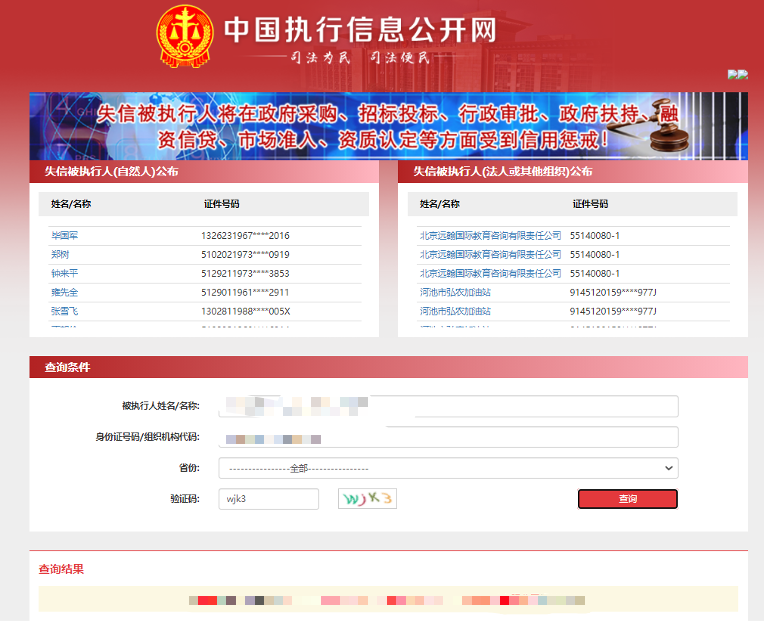 中国执行信息公开网
司法为民 司法便民
失信被执行人将在政府采购、招标投标、行政审批、政府扶持、融
资信贷、市场准入、资质认定等方面受到信用惩戒！
失信被执行人(自然人)公布
姓名/名称 证件号码
毕国军 1326231967****2016
郑树 5102021973****0919
钟来平 5129211973****3853
雍先全 5129011961****2911
张雪飞 1302811988****005X
失信被执行人(法人或其他组织)公布
姓名/名称 证件号码
北京远翰国际教育咨询有限责任公司 55140080-1
北京远翰国际教育咨询有限责任公司 55140080-1
北京远翰国际教育咨询有限责任公司 55140080-1
河池市弘农加油站 9145120159****977J
河池市弘农加油站 9145120159****977J
查询条件
被执行人姓名/名称:
身份证号码/组织机构代码:
省份: ----------------全部----------------
验证码: wjk3 WJK3 查询
查询结果